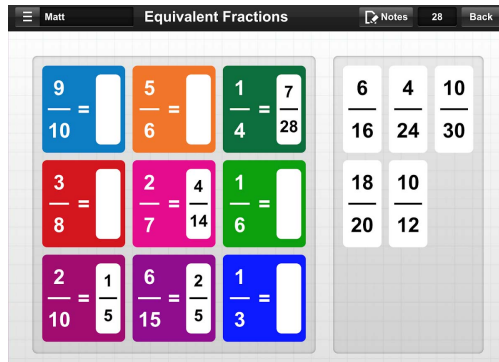 Matt Equivalent Fractions Notes 28 Back
9/10 = 5/6 = 1/4 = 7/28
3/8 = 2/7 = 4/14 1/6 =
2/10 = 1/5 6/15 = 2/5 1/3 =
6/16 4/24 10/30
18/20 10/12